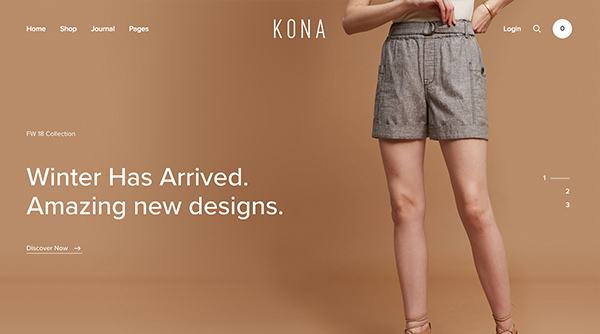 Home Shop Journal Pages KONA Login 0
FW 18 Collection
Winter Has Arrived.
Amazing new designs.
Discover Now
1
2
3